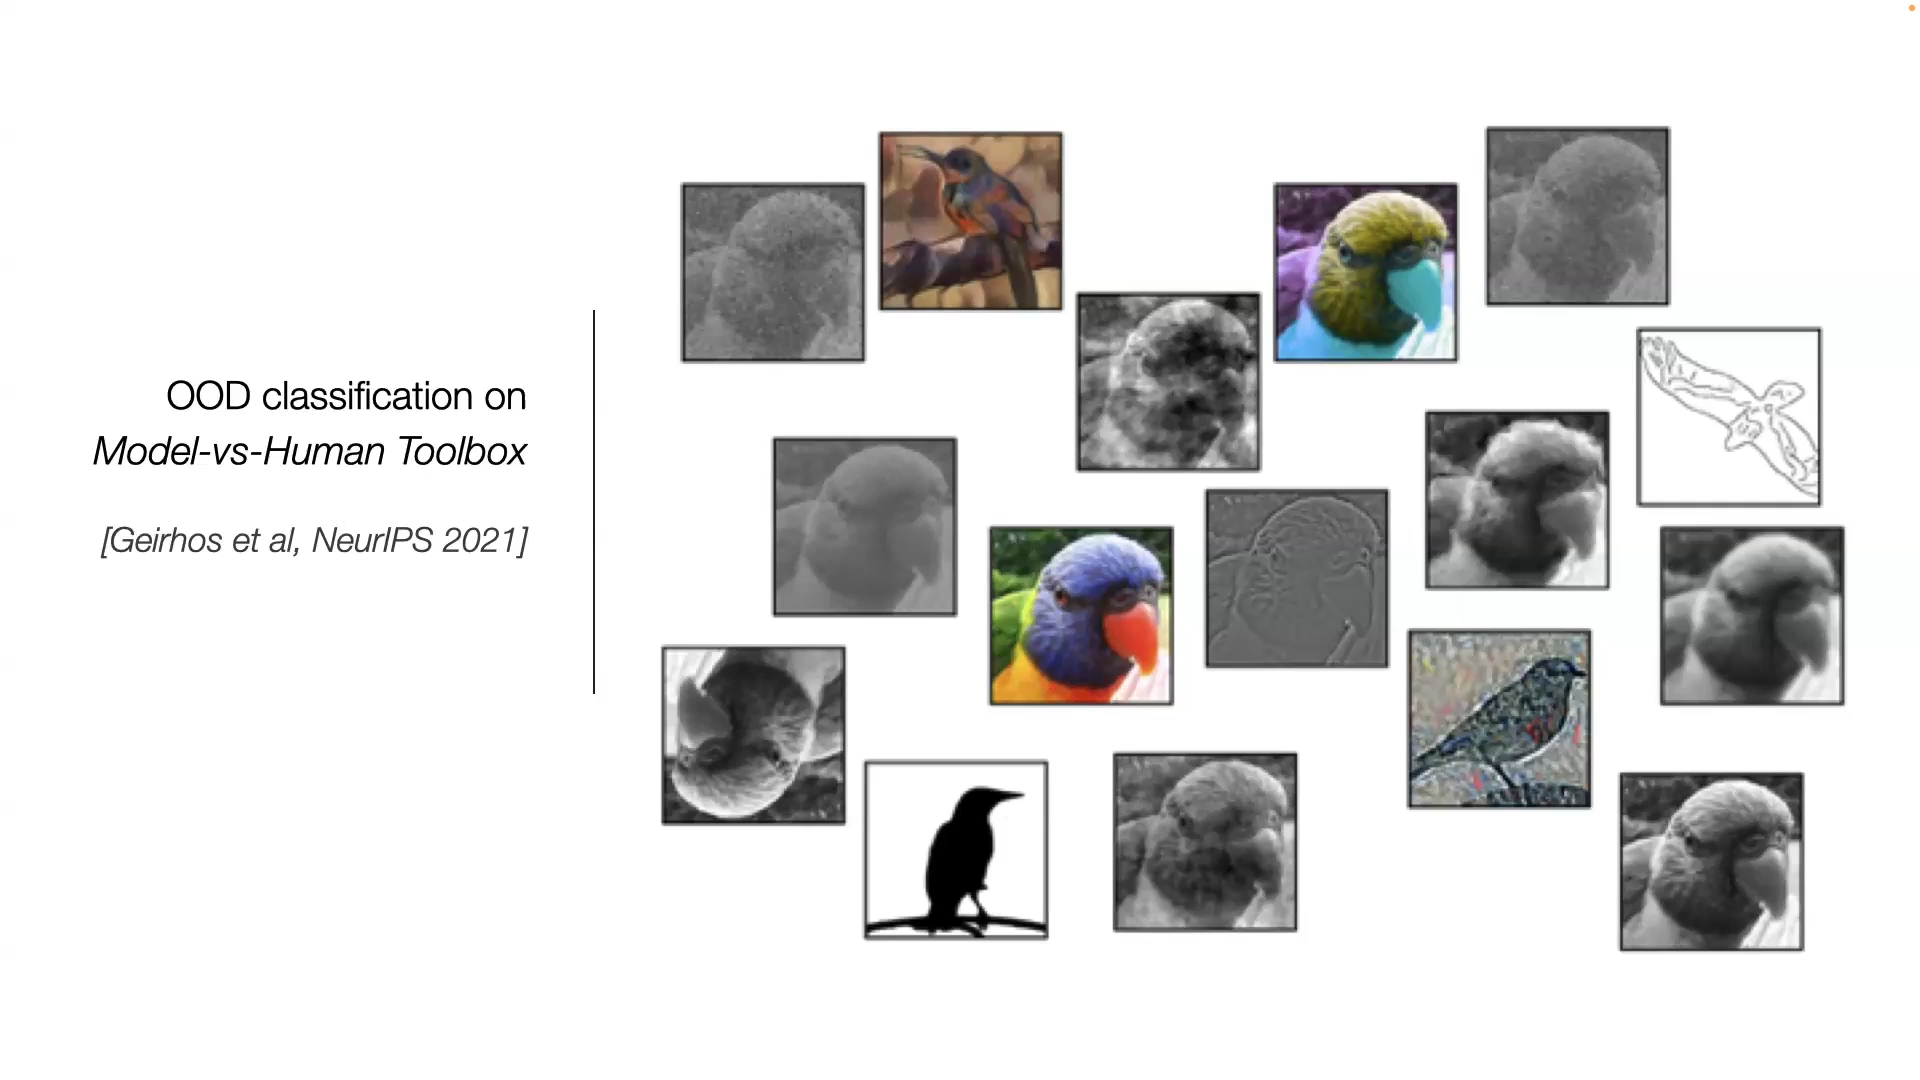 OOD classification on
Model-vs-Human Toolbox
[Geirhos et al, NeurIPS 2021]